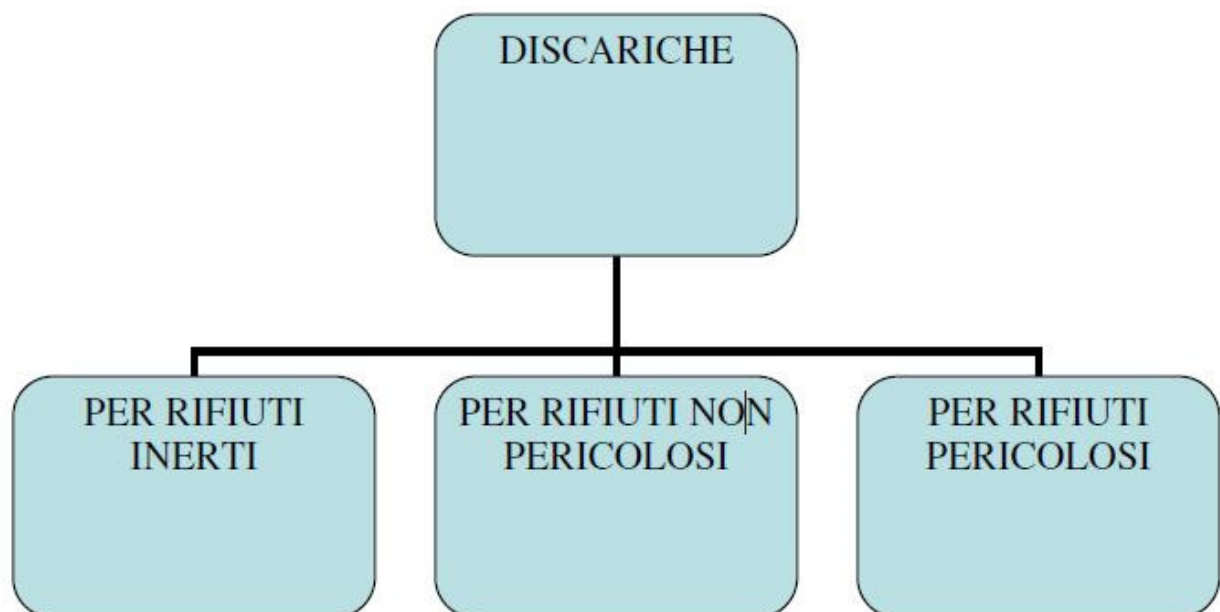 DISCARICHE
PER RIFIUTI
INERTI
PER RIFIUTI NON
PERICOLOSI
PER RIFIUTI
PERICOLOSI